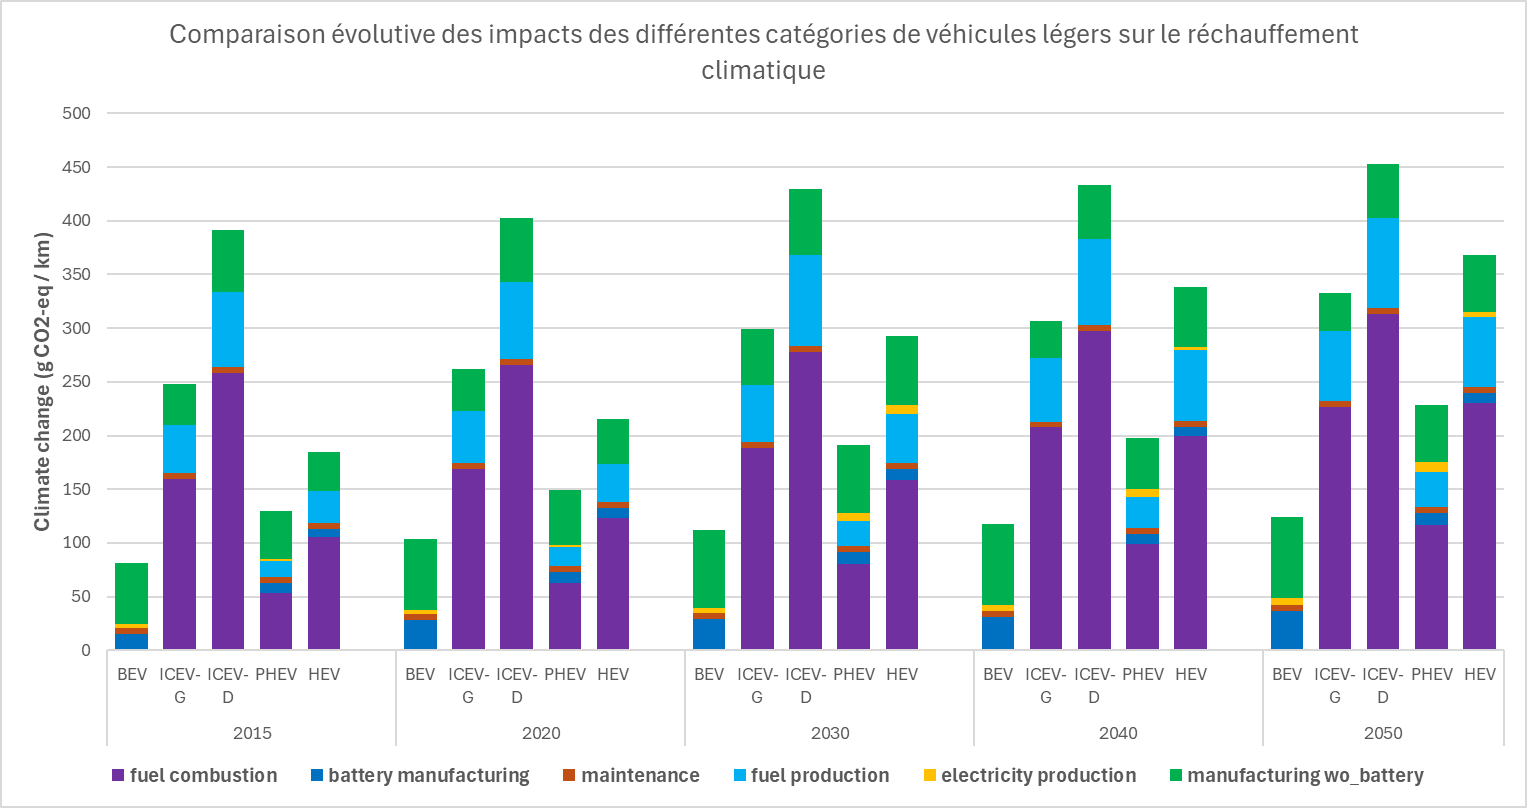 Comparaison évolutive des impacts des différentes catégories de véhicules légers sur le réchauffement
climatique
Climate change (g CO2-eq / km)
500
450
400
350
300
250
200
150
100
50
0
BEV ICEV-G ICEV-D PHEV HEV BEV ICEV-G ICEV-D PHEV HEV BEV ICEV-G ICEV-D PHEV HEV BEV ICEV-G ICEV-D PHEV HEV BEV ICEV-G ICEV-D PHEV HEV
2015 2020 2030 2040 2050
fuel combustion battery manufacturing maintenance fuel production electricity production manufacturing wo_battery